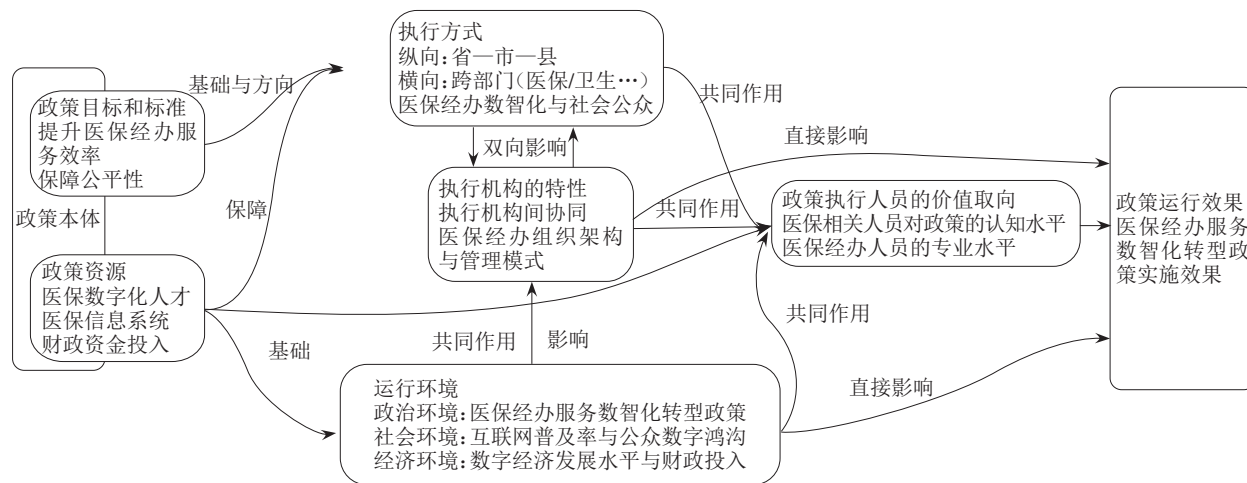 执行方式
纵向：省—市—县
横向：跨部门（医保/卫生…）
医保经办数智化与社会公众
基础与方向
共同作用
政策目标和标准
提升医保经办服
务效率
保障公平性
双向影响
直接影响
执行机构的特性
执行机构间协同
医保经办组织架构
与管理模式
共同作用
政策执行人员的价值取向
医保相关人员对政策的认知水平
医保经办人员的专业水平
政策运行效果
医保经办服务
数智化转型政
策实施效果
政策本体
保障
政策资源
医保数字化人才
医保信息系统
财政资金投入
基础
共同作用
影响
共同作用
直接影响
运行环境
政治环境：医保经办服务数智化转型政策
社会环境：互联网普及率与公众数字鸿沟
经济环境：数字经济发展水平与财政投入